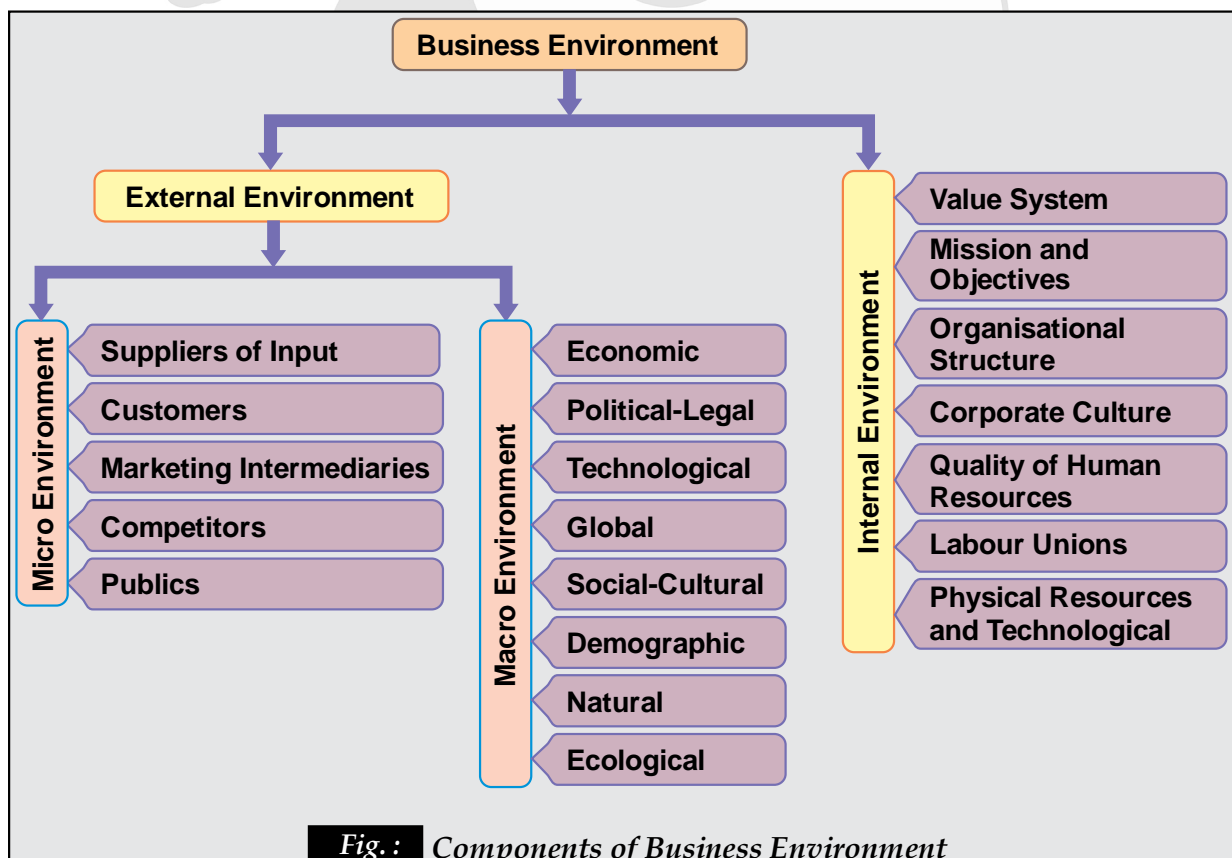 Business Environment
External Environment
Micro Environment
Suppliers of Input
Customers
Marketing Intermediaries
Competitors
Publics
Macro Environment
Economic
Political-Legal
Technological
Global
Social-Cultural
Demographic
Natural
Ecological
Internal Environment
Value System
Mission and
Objectives
Organisational
Structure
Corporate Culture
Quality of Human
Resources
Labour Unions
Physical Resources
and Technological
Fig. : Components of Business Environment